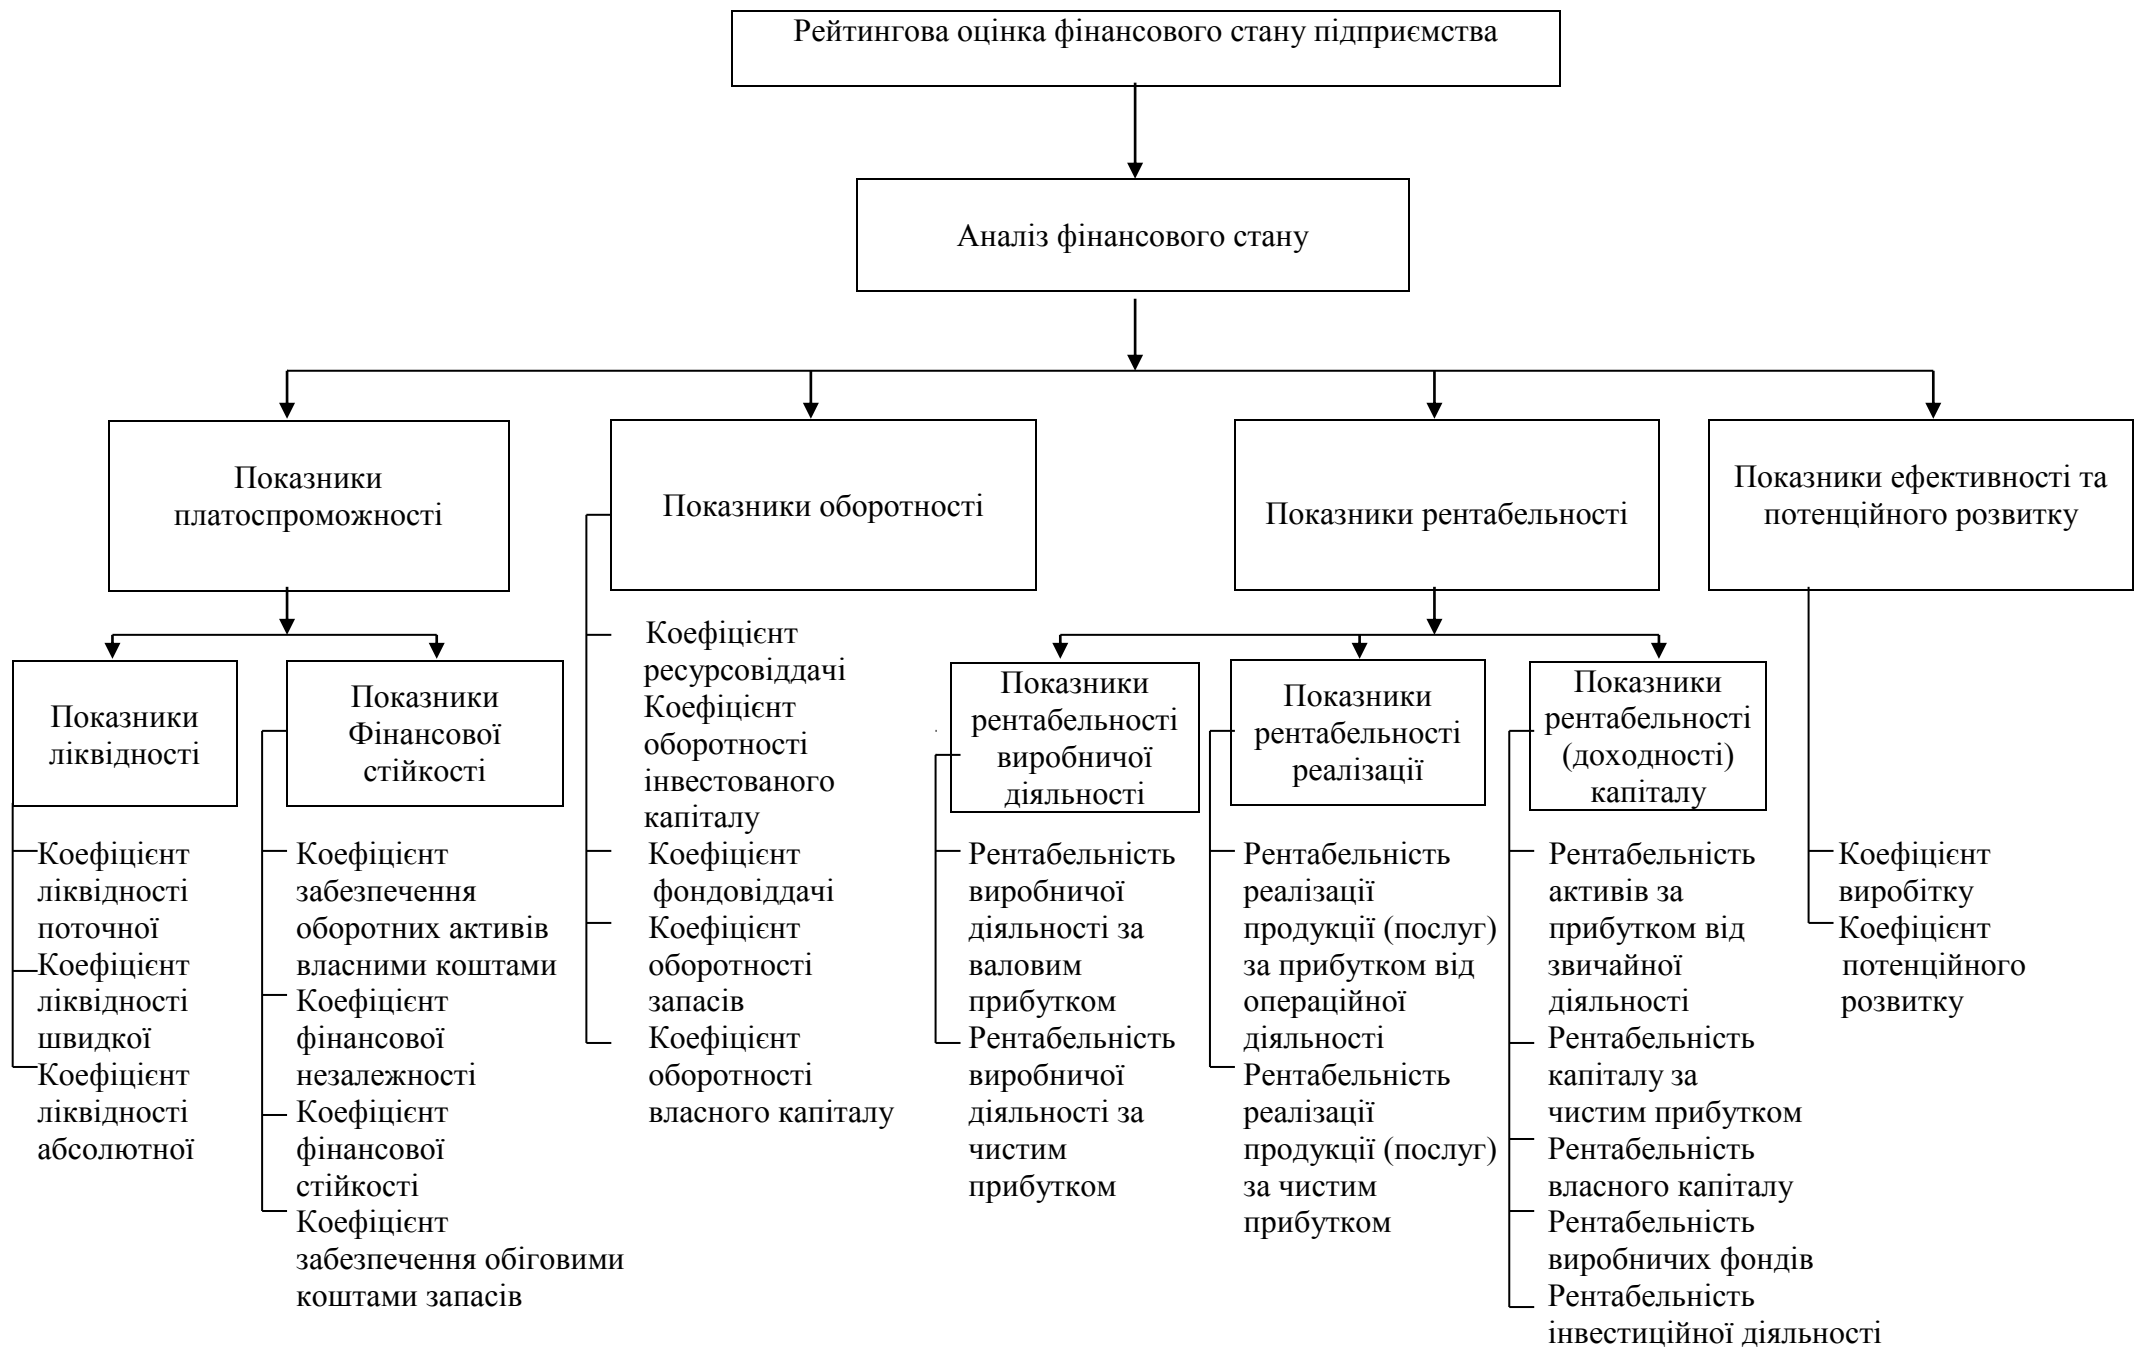 Рейтингова оцінка фінансового стану підприємства
Аналіз фінансового стану
Показники
платоспроможності
Показники оборотності
Показники рентабельності
Показники ефективності та
потенційного розвитку
Показники
ліквідності
Показники
Фінансової
стійкості
Показники
рентабельності
виробничої
діяльності
Показники
рентабельності
реалізації
Показники
рентабельності
(доходності)
капіталу
Коефіцієнт
ліквідності
поточної
Коефіцієнт
ліквідності
швидкої
Коефіцієнт
ліквідності
абсолютної
Коефіцієнт
забезпечення
оборотних активів
власними коштами
Коефіцієнт
фінансової
незалежності
Коефіцієнт
фінансової
стійкості
Коефіцієнт
забезпечення обіговими
коштами запасів
Коефіцієнт
ресурсовіддачі
Коефіцієнт
оборотності
інвестованого
капіталу
Коефіцієнт
фондовіддачі
Коефіцієнт
оборотності
запасів
Коефіцієнт
оборотності
власного капіталу
Рентабельність
виробничої
діяльності за
валовим
прибутком
Рентабельність
виробничої
діяльності за
чистим
прибутком
Рентабельність
реалізації
продукції (послуг)
за прибутком від
операційної
діяльності
Рентабельність
реалізації
продукції (послуг)
за чистим
прибутком
Рентабельність
активів за
прибутком від
звичайної
діяльності
Рентабельність
капіталу за
чистим прибутком
Рентабельність
власного капіталу
Рентабельність
виробничих фондів
Рентабельність
інвестиційної діяльності
Коефіцієнт
виробітку
Коефіцієнт
потенційного
розвитку